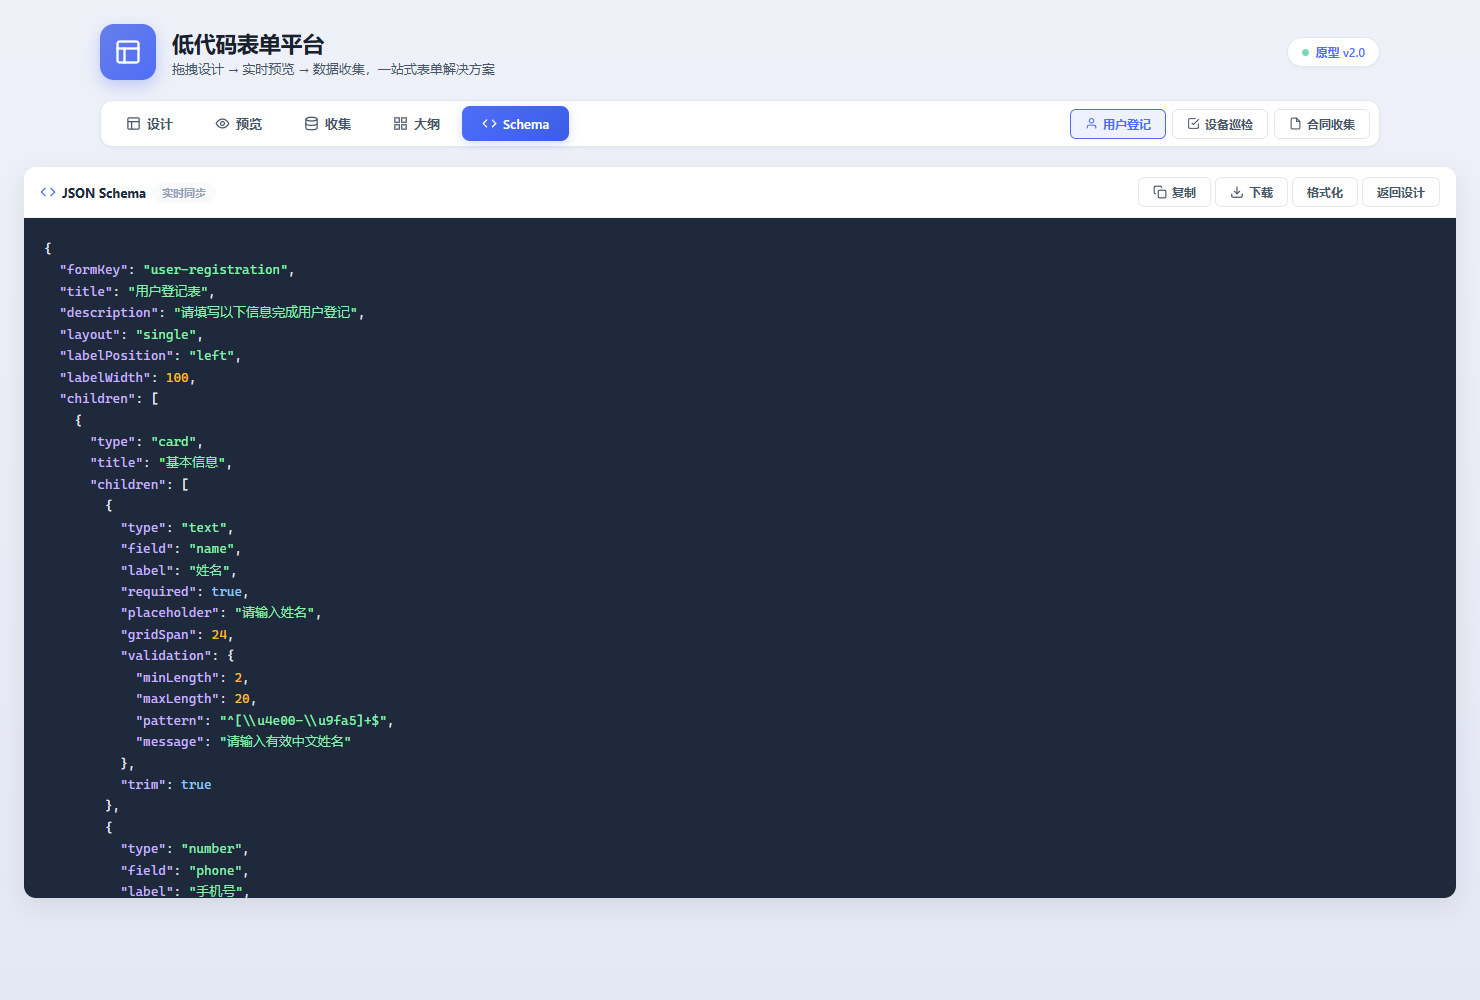 低代码表单平台
拖拽设计 → 实时预览 → 数据收集，一站式表单解决方案
原型 v2.0
设计 预览 收集 大纲 Schema 用户登记 设备巡检 合同收集
JSON Schema 实时同步 复制 下载 格式化 返回设计
{
  "formKey": "user-registration",
  "title": "用户登记表",
  "description": "请填写以下信息完成用户登记",
  "layout": "single",
  "labelPosition": "left",
  "labelWidth": 100,
  "children": [
    {
      "type": "card",
      "title": "基本信息",
      "children": [
        {
          "type": "text",
          "field": "name",
          "label": "姓名",
          "required": true,
          "placeholder": "请输入姓名",
          "gridSpan": 24,
          "validation": {
            "minLength": 2,
            "maxLength": 20,
            "pattern": "^[\\u4e00-\\u9fa5]+$",
            "message": "请输入有效中文姓名"
          },
          "trim": true
        },
        {
          "type": "number",
          "field": "phone",
          "label": "手机号",